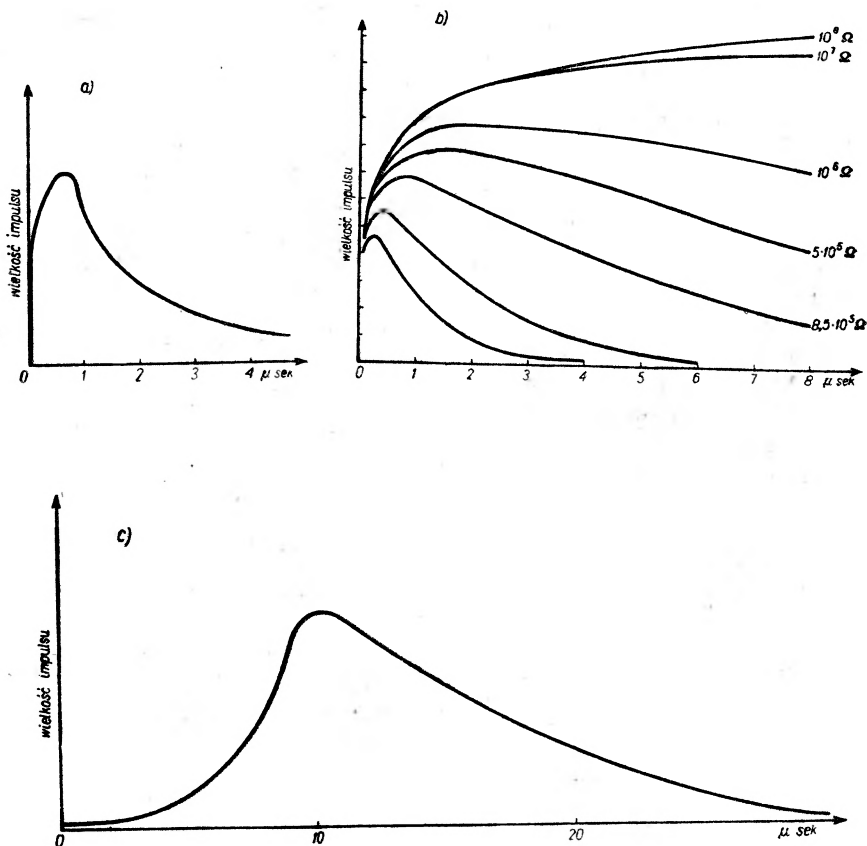 a)
wielkość impulsu
0 1 2 3 4 μ sek
b)
wielkość impulsu
10⁸ Ω
10⁷ Ω
10⁶ Ω
5·10⁵ Ω
8,5·10⁵ Ω
0 1 2 3 4 5 6 7 8 μ sek
c)
wielkość impulsu
0 10 20 μ sek